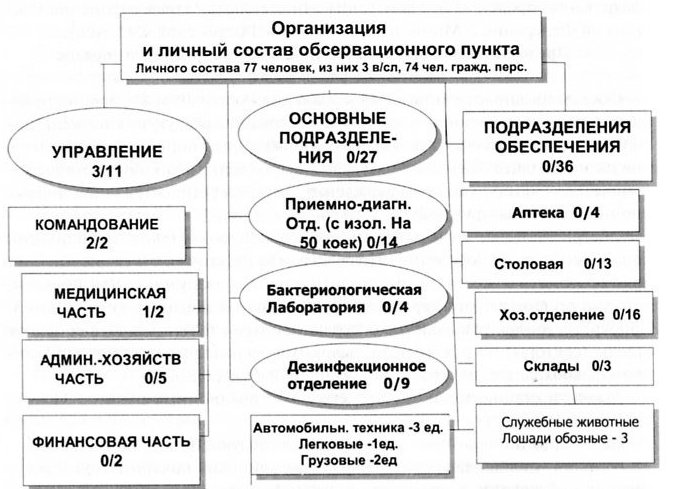 Организация
и личный состав обсервационного пункта
Личного состава 77 человек, из них 3 в/сл, 74 чел. гражд. перс.
УПРАВЛЕНИЕ
3/11
КОМАНДОВАНИЕ
2/2
МЕДИЦИНСКАЯ
ЧАСТЬ 1/2
АДМИН.-ХОЗЯЙСТВ
ЧАСТЬ 0/5
ФИНАНСОВАЯ ЧАСТЬ
0/2
ОСНОВНЫЕ
ПОДРАЗДЕЛЕ-
НИЯ 0/27
Приемно-диагн.
Отд. (с изол. На
50 коек) 0/14
Бактериологическая
Лаборатория 0/4
Дезинфекционное
отделение 0/9
Автомобильн. техника -3 ед.
Легковые -1ед.
Грузовые -2ед
ПОДРАЗДЕЛЕНИЯ
ОБЕСПЕЧЕНИЯ
0/36
Аптека 0/4
Столовая 0/13
Хоз.отделение 0/16
Склады 0/3
Служебные животные
Лошади обозные - 3